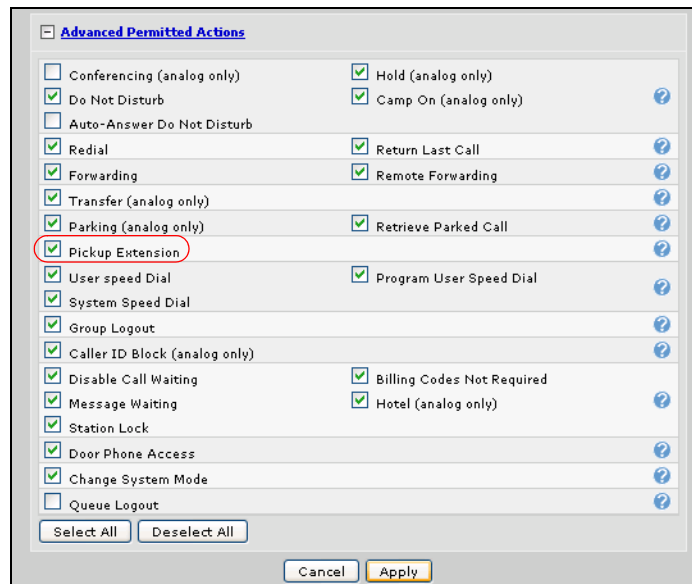 Advanced Permitted Actions
Conferencing (analog only) Hold (analog only)
Do Not Disturb Camp On (analog only)
Auto-Answer Do Not Disturb
Redial Return Last Call
Forwarding Remote Forwarding
Transfer (analog only)
Parking (analog only) Retrieve Parked Call
Pickup Extension
User speed Dial Program User Speed Dial
System Speed Dial
Group Logout
Caller ID Block (analog only)
Disable Call Waiting Billing Codes Not Required
Message Waiting Hotel (analog only)
Station Lock
Door Phone Access
Change System Mode
Queue Logout
Select All Deselect All
Cancel Apply